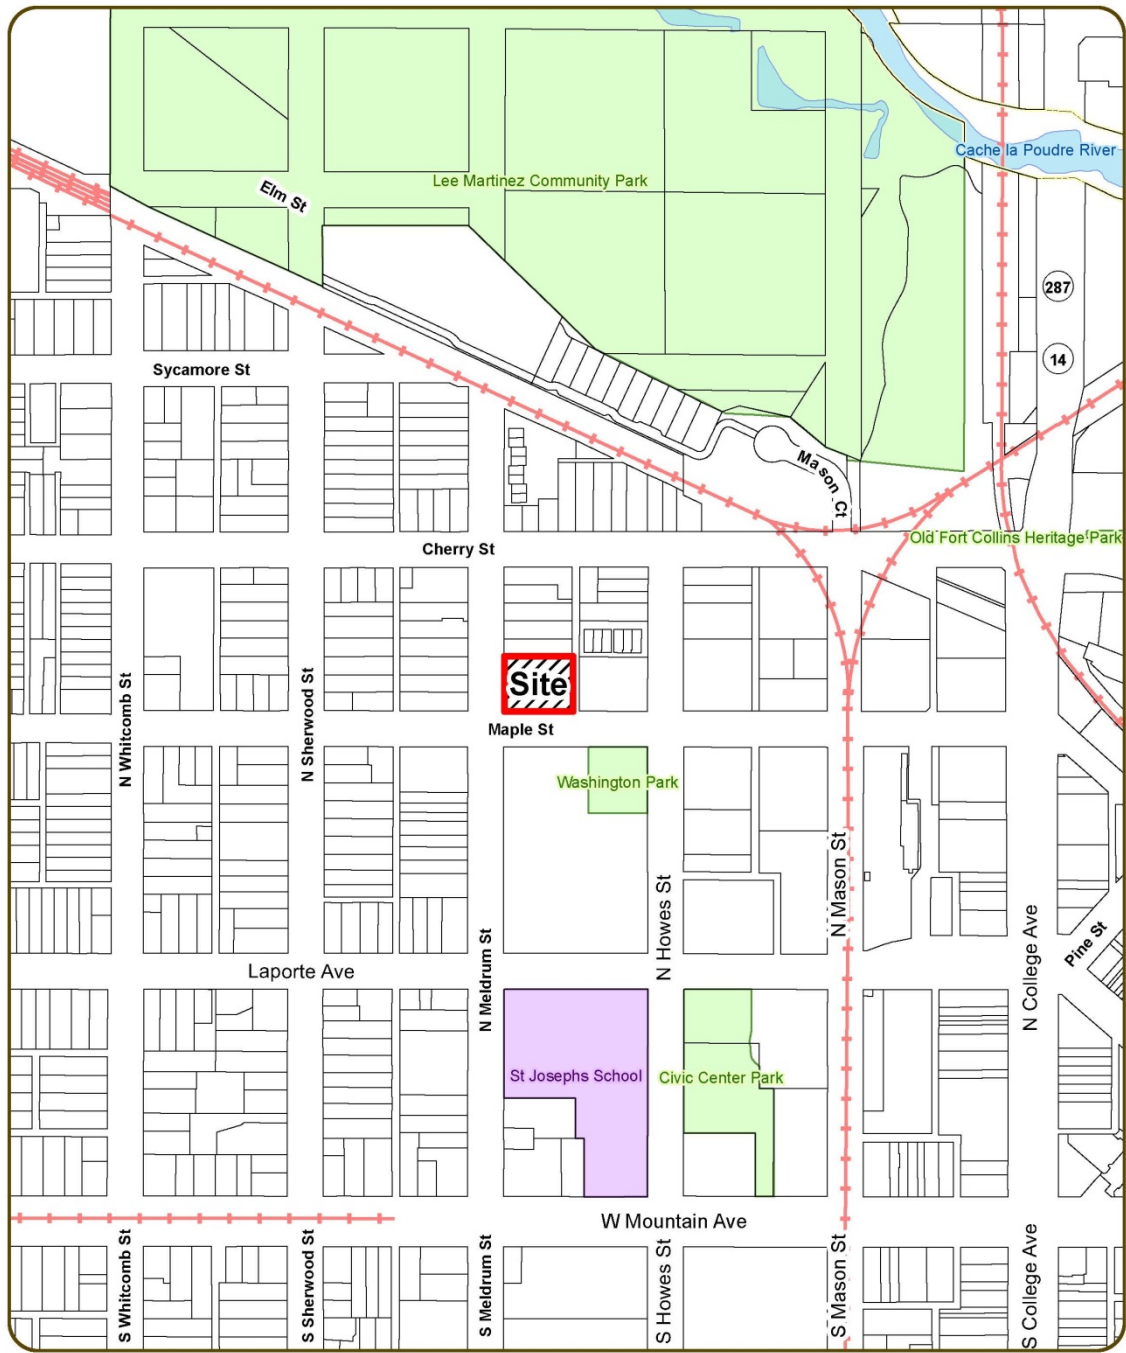 Cache la Poudre River
Lee Martinez Community Park
Elm St
287
14
Sycamore St
Mason Ct
Old Fort Collins Heritage Park
Cherry St
Site
N Whitcomb St
N Sherwood St
Maple St
Washington Park
N Mason St
N Howes St
N Meldrum St
N College Ave
Pine St
Laporte Ave
St Josephs School
Civic Center Park
W Mountain Ave
S Whitcomb St
S Sherwood St
S Meldrum St
S Howes St
S Mason St
S College Ave